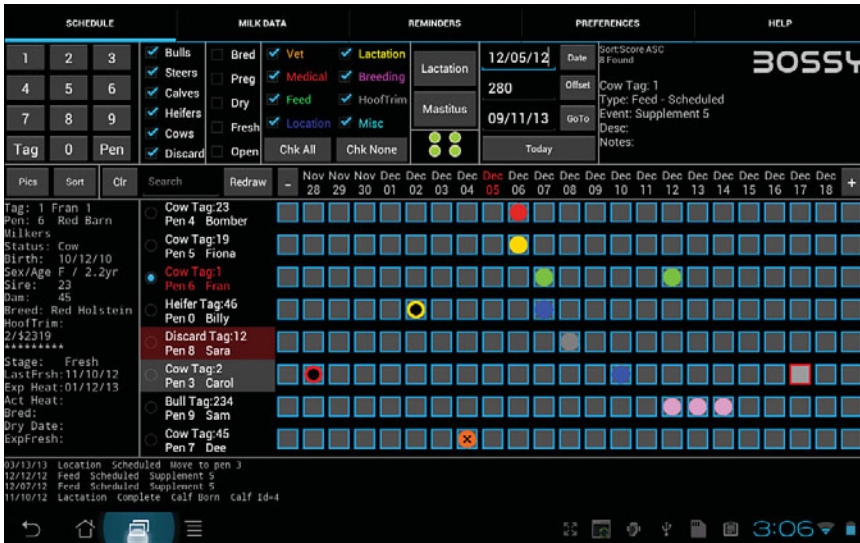 SCHEDULE MILK DATA REMINDERS PREFERENCES HELP
1 2 3
4 5 6
7 8 9
Tag 0 Pen
Bulls
Steers
Calves
Heifers
Cows
Discard
Bred
Preg
Dry
Fresh
Open
Vet Lactation
Medical Breeding
Feed HoofTrim
Location Misc
Chk All Chk None
Lactation
Mastitus
12/05/12 Date
280 Offset
09/11/13 GoTo
Today
Sort:Score ASC
8 Found
Cow Tag: 1
Type: Feed - Scheduled
Event: Supplement 5
Desc:
Notes:
BOSSY
Pics Sort Clr Search Redraw
- Nov Nov Nov Dec Dec Dec Dec Dec Dec Dec Dec Dec Dec Dec Dec Dec Dec Dec Dec Dec Dec +
28 29 30 01 02 03 04 05 06 07 08 09 10 11 12 13 14 15 16 17 18
Tag: 1 Fran 1
Pen: 6 Red Barn
Milkers
Status: Cow
Birth: 10/12/10
Sex/Age F / 2.2yr
Sire: 23
Dam: 45
Breed: Red Holstein
HoofTrim:
2/$2319
*********
Stage: Fresh
LastFrsh:11/10/12
Exp Heat:01/12/13
Act Heat:
Bred:
Dry Date:
ExpFresh:
Cow Tag:23
Pen 4 Bomber
Cow Tag:19
Pen 5 Fiona
Cow Tag:1
Pen 6 Fran
Heifer Tag:46
Pen 0 Billy
Discard Tag:12
Pen 8 Sara
Cow Tag:2
Pen 3 Carol
Bull Tag:234
Pen 9 Sam
Cow Tag:45
Pen 7 Dee
03/13/13 Location Scheduled Move to pen 3
12/12/12 Feed Scheduled Supplement 5
12/07/12 Feed Scheduled Supplement 5
11/10/12 Lactation Complete Calf Born Calf Id=4
3:06